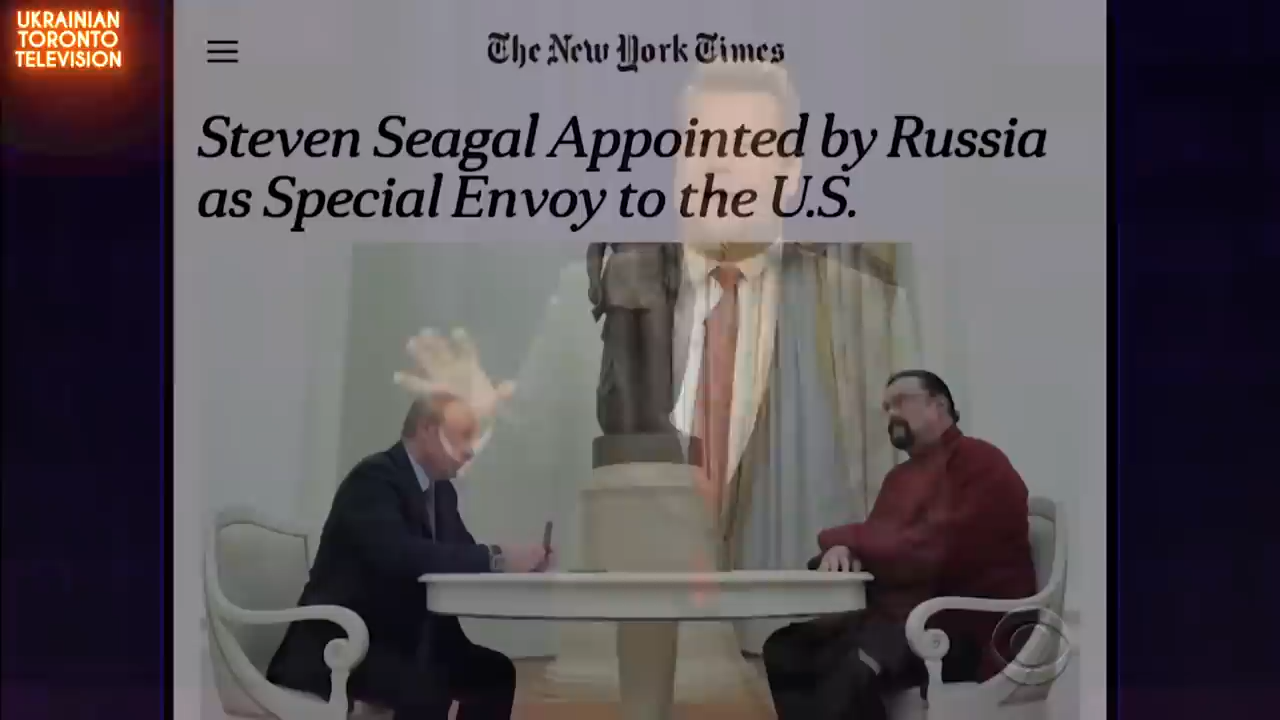 UKRAINIAN
TORONTO
TELEVISION
The New York Times
Steven Seagal Appointed by Russia
as Special Envoy to the U.S.